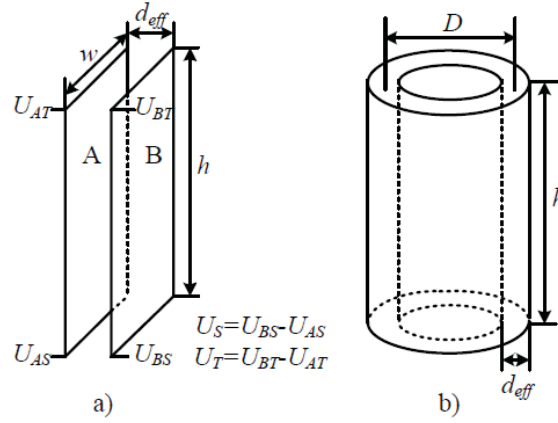 w
d_eff
D
U_AT
U_BT
A
B
h
h
U_AS
U_BS
U_S=U_BS-U_AS
U_T=U_BT-U_AT
d_eff
a)
b)